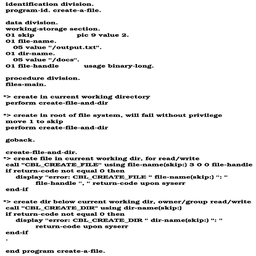 identification division.
program-id. create-a-file.

data division.
working-storage section.
01 skip                 pic 9 value 2.
01 file-name.
   05 value "/output.txt".
01 dir-name.
   05 value "/docs".
01 file-handle          usage binary-long.

procedure division.
files-main.

*> create in current working directory
perform create-file-and-dir

*> create in root of file system, will fail without privilege
move 1 to skip
perform create-file-and-dir

goback.

create-file-and-dir.
*> create file in current working dir, for read/write
call "CBL_CREATE_FILE" using file-name(skip:) 3 0 0 file-handle
if return-code not equal 0 then
   display "error: CBL_CREATE_FILE " file-name(skip:) ": "
         file-handle ", " return-code upon syserr
end-if

*> create dir below current working dir, owner/group read/write
call "CBL_CREATE_DIR" using dir-name(skip:)
if return-code not equal 0 then
   display "error: CBL_CREATE_DIR " dir-name(skip:) ": "
         return-code upon syserr
end-if
.

end program create-a-file.